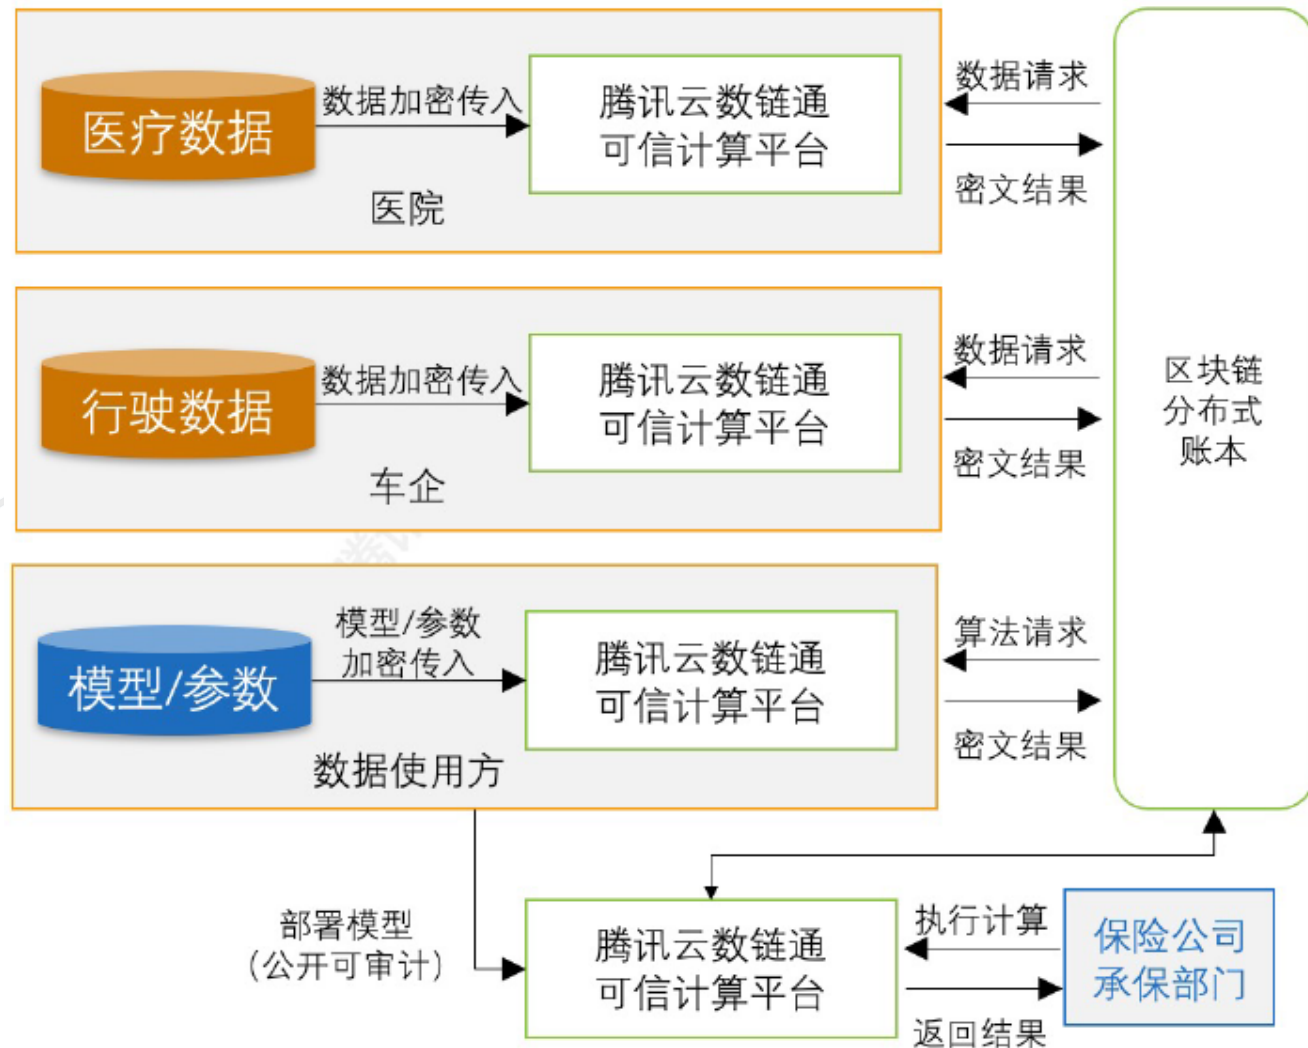 医疗数据
数据加密传入
腾讯云数链通
可信计算平台
医院
数据请求
密文结果
行驶数据
数据加密传入
腾讯云数链通
可信计算平台
车企
数据请求
密文结果
区块链
分布式
账本
模型/参数
模型/参数
加密传入
腾讯云数链通
可信计算平台
数据使用方
算法请求
密文结果
部署模型
(公开可审计)
腾讯云数链通
可信计算平台
执行计算
返回结果
保险公司
承保部门